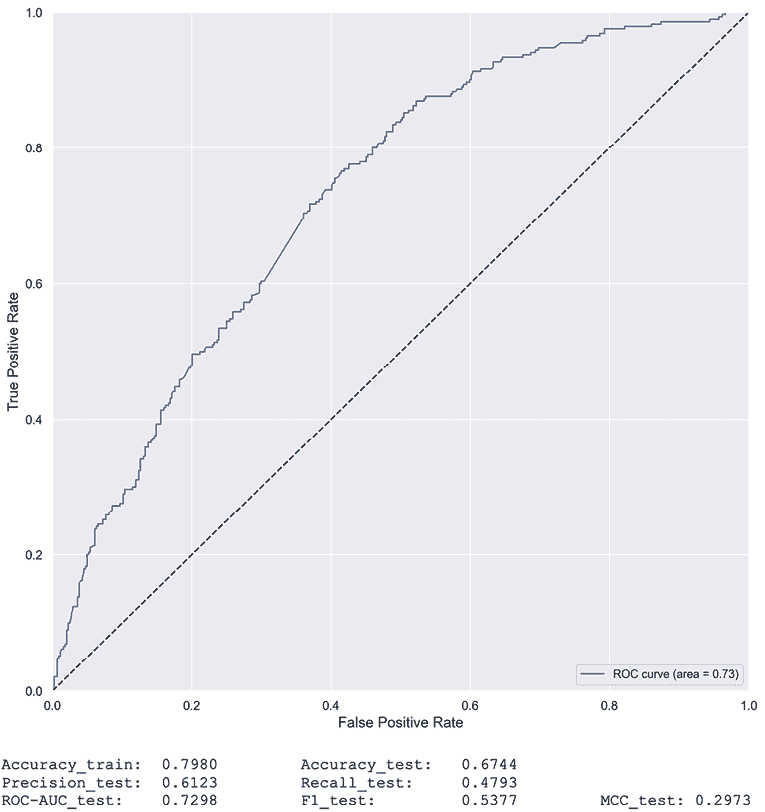 1.0
0.8
0.6
0.4
0.2
0.0
True Positive Rate
ROC curve (area = 0.73)
0.0 0.2 0.4 0.6 0.8 1.0
False Positive Rate
Accuracy_train: 0.7980 Accuracy_test: 0.6744
Precision_test: 0.6123 Recall_test: 0.4793
ROC-AUC_test: 0.7298 F1_test: 0.5377 MCC_test: 0.2973